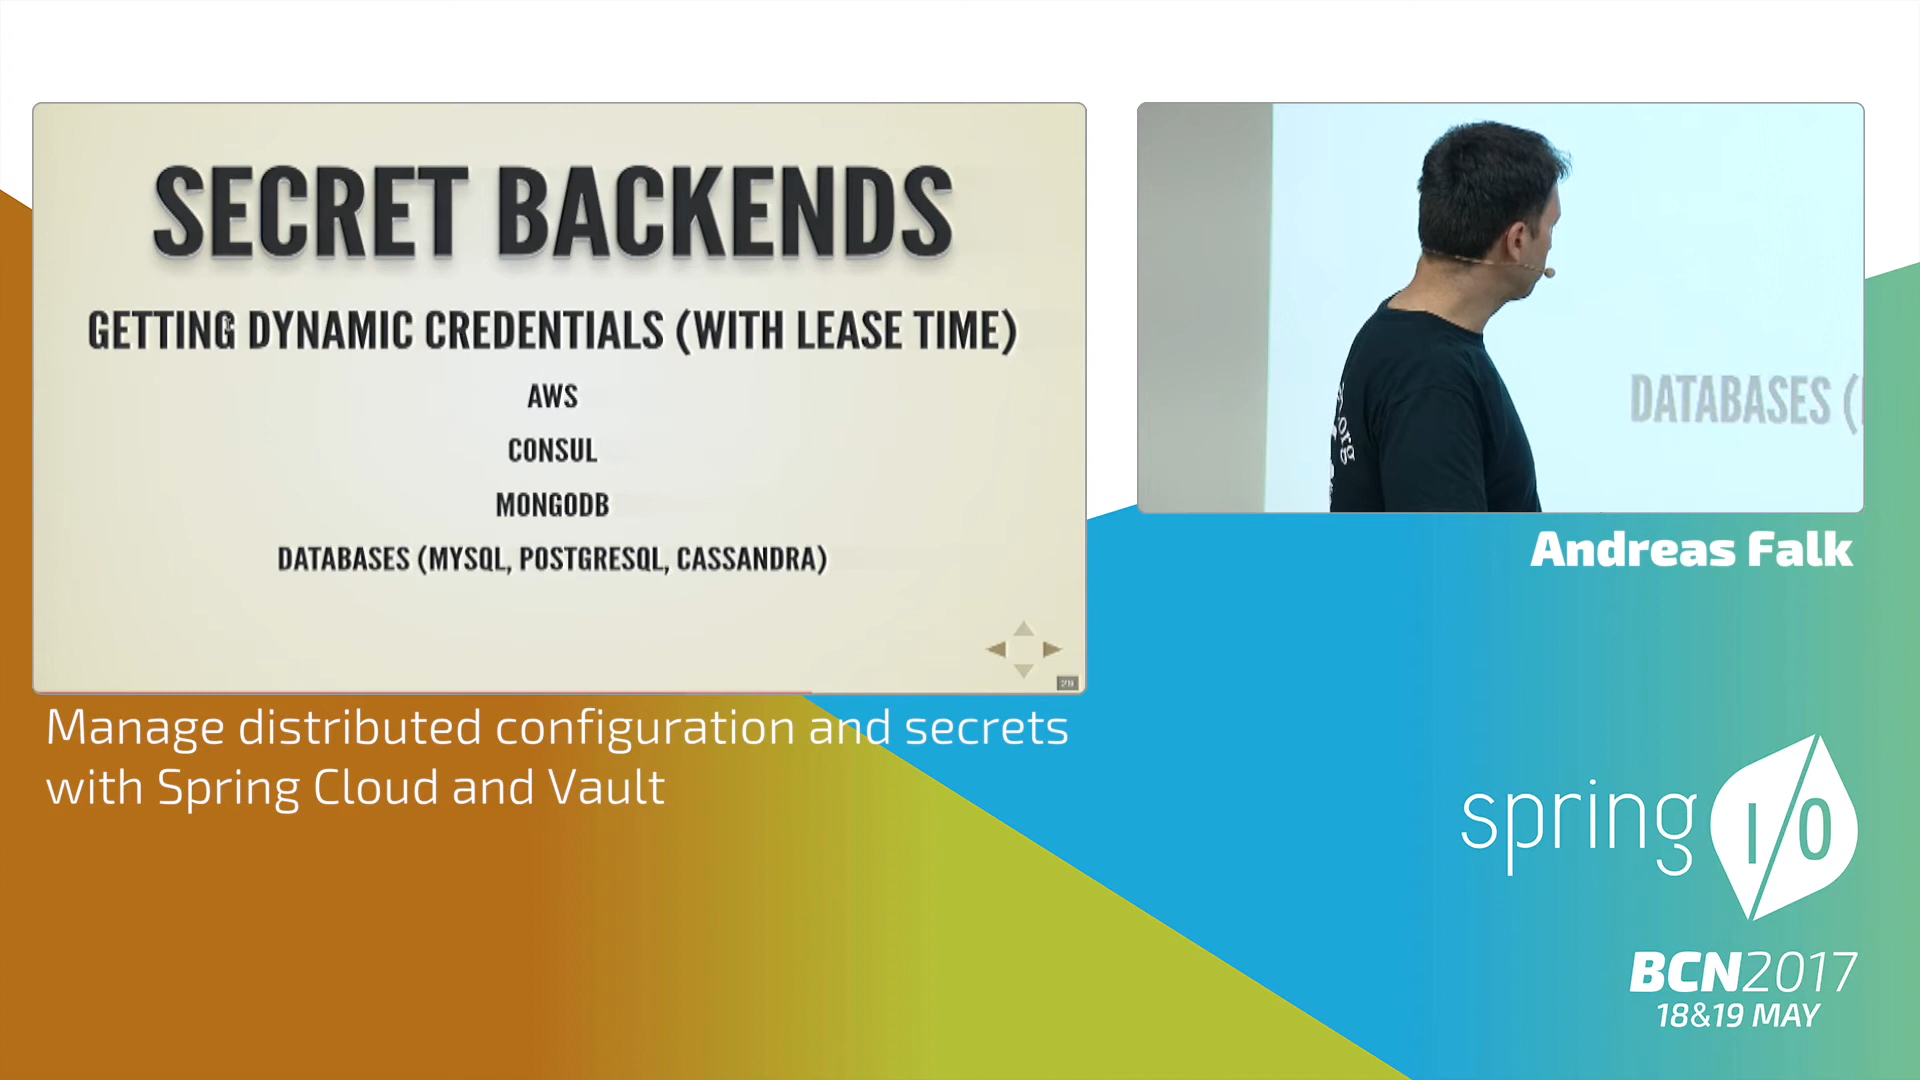 SECRET BACKENDS
GETTING DYNAMIC CREDENTIALS (WITH LEASE TIME)
AWS
CONSUL
MONGODB
DATABASES (MYSQL, POSTGRESQL, CASSANDRA)
DATABASES (
org
Andreas Falk
Manage distributed configuration and secrets
with Spring Cloud and Vault
spring I/O
BCN2017
18&19 MAY